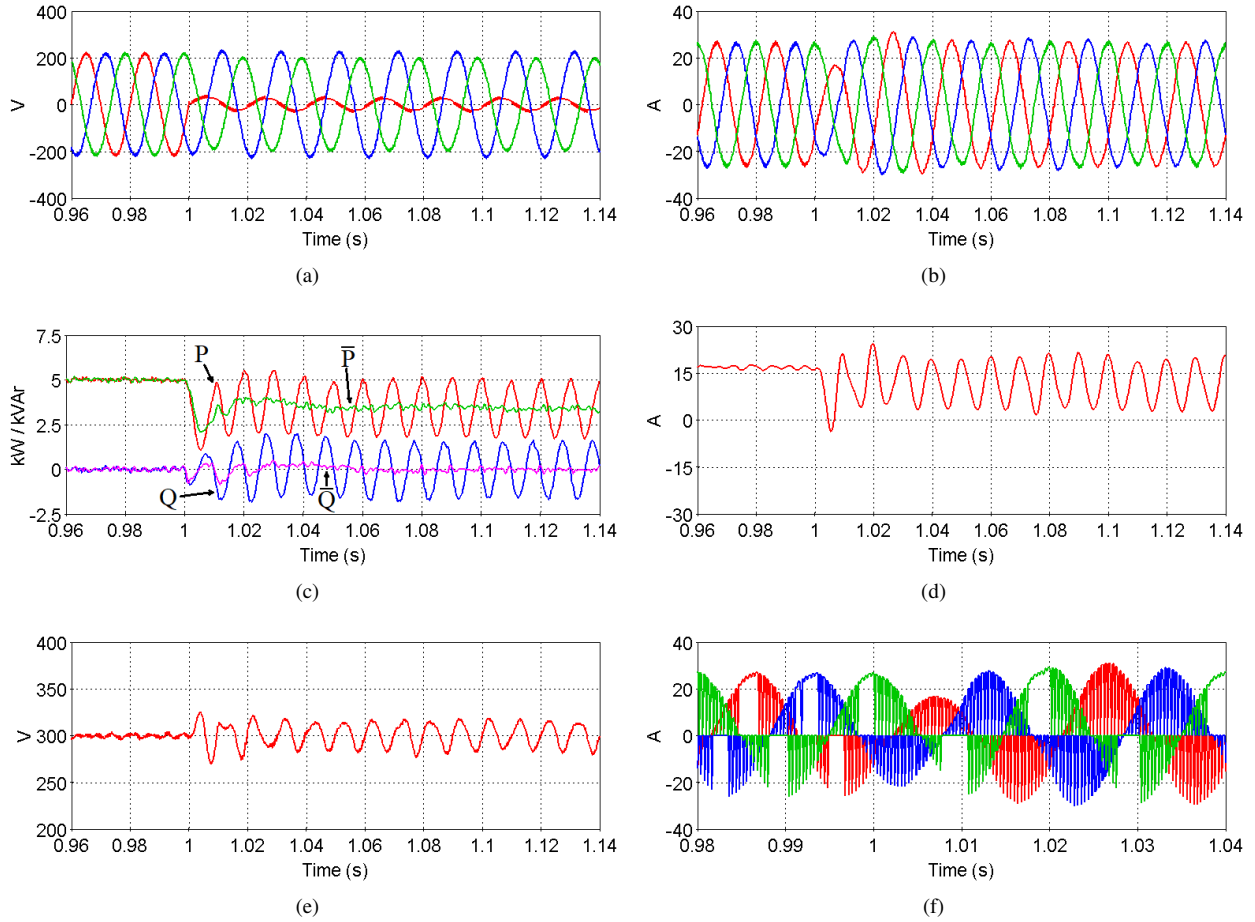 400
200
0
-200
-400
V
0.96 0.98 1 1.02 1.04 1.06 1.08 1.1 1.12 1.14
Time (s)
(a)
40
20
0
-20
-40
A
0.96 0.98 1 1.02 1.04 1.06 1.08 1.1 1.12 1.14
Time (s)
(b)
7.5
5
2.5
0
-2.5
kW / kVAr
P
P̅
Q
Q̅
0.96 0.98 1 1.02 1.04 1.06 1.08 1.1 1.12 1.14
Time (s)
(c)
30
15
0
-15
-30
A
0.96 0.98 1 1.02 1.04 1.06 1.08 1.1 1.12 1.14
Time (s)
(d)
400
350
300
250
200
V
0.96 0.98 1 1.02 1.04 1.06 1.08 1.1 1.12 1.14
Time (s)
(e)
40
20
0
-20
-40
A
0.98 0.99 1 1.01 1.02 1.03 1.04
Time (s)
(f)